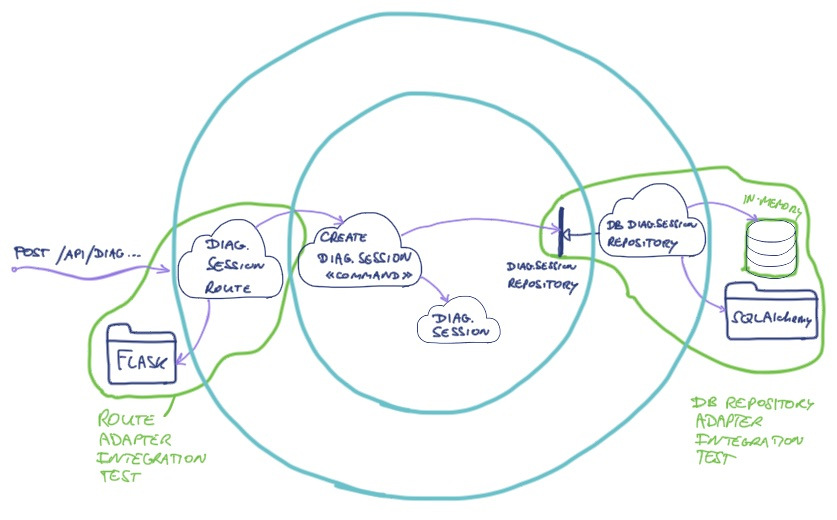 POST /API/DIAG...
DIAG.
SESSION
ROUTE
FLASK
ROUTE
ADAPTER
INTEGRATION
TEST
CREATE
DIAG. SESSION
«COMMAND»
DIAG.
SESSION
DIAG.SESSION
REPOSITORY
DB DIAG.SESSION
REPOSITORY
IN-MEMORY
SQLAlchemy
DB REPOSITORY
ADAPTER
INTEGRATION
TEST